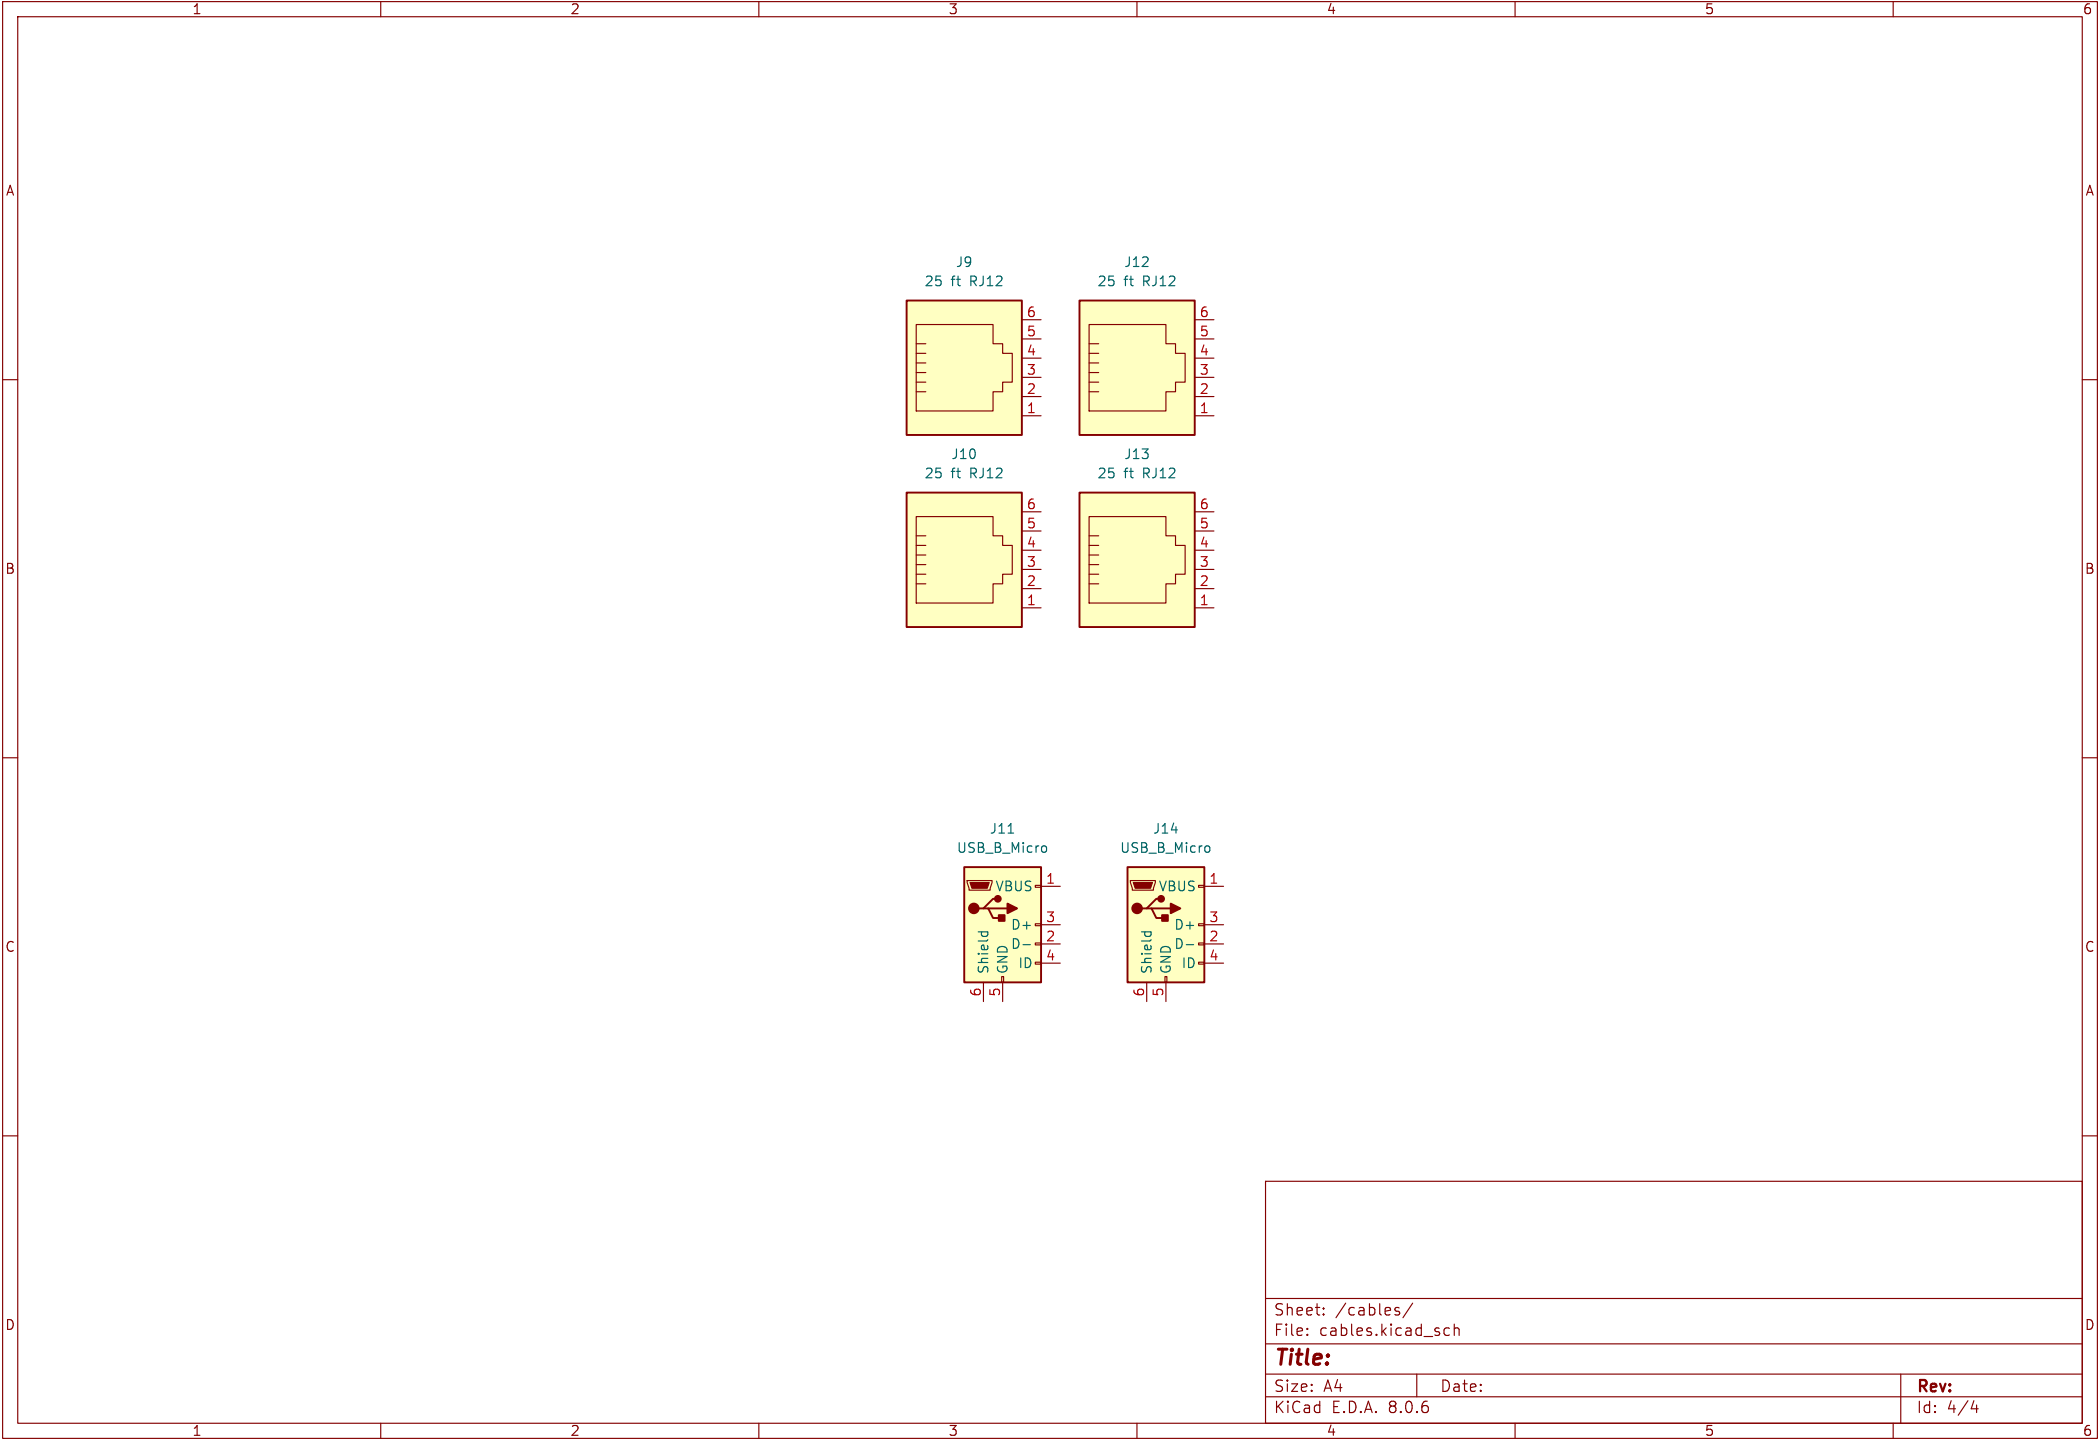 1 2 3 4 5 6
A A
J9 J12
25 ft RJ12 25 ft RJ12
6 6
5 5
4 4
3 3
2 2
1 1
J10 J13
25 ft RJ12 25 ft RJ12
6 6
5 5
B B
4 4
3 3
2 2
1 1
J11 J14
USB_B_Micro USB_B_Micro
VBUS 1 VBUS 1
D+ 3 D+ 3
C C
D- 2 D- 2
Shield GND ID 4 Shield GND ID 4
6 5 6 5
Sheet: /cables/
D D
File: cables.kicad_sch
Title:
Size: A4 Date: Rev:
KiCad E.D.A. 8.0.6 Id: 4/4
1 2 3 4 5 6